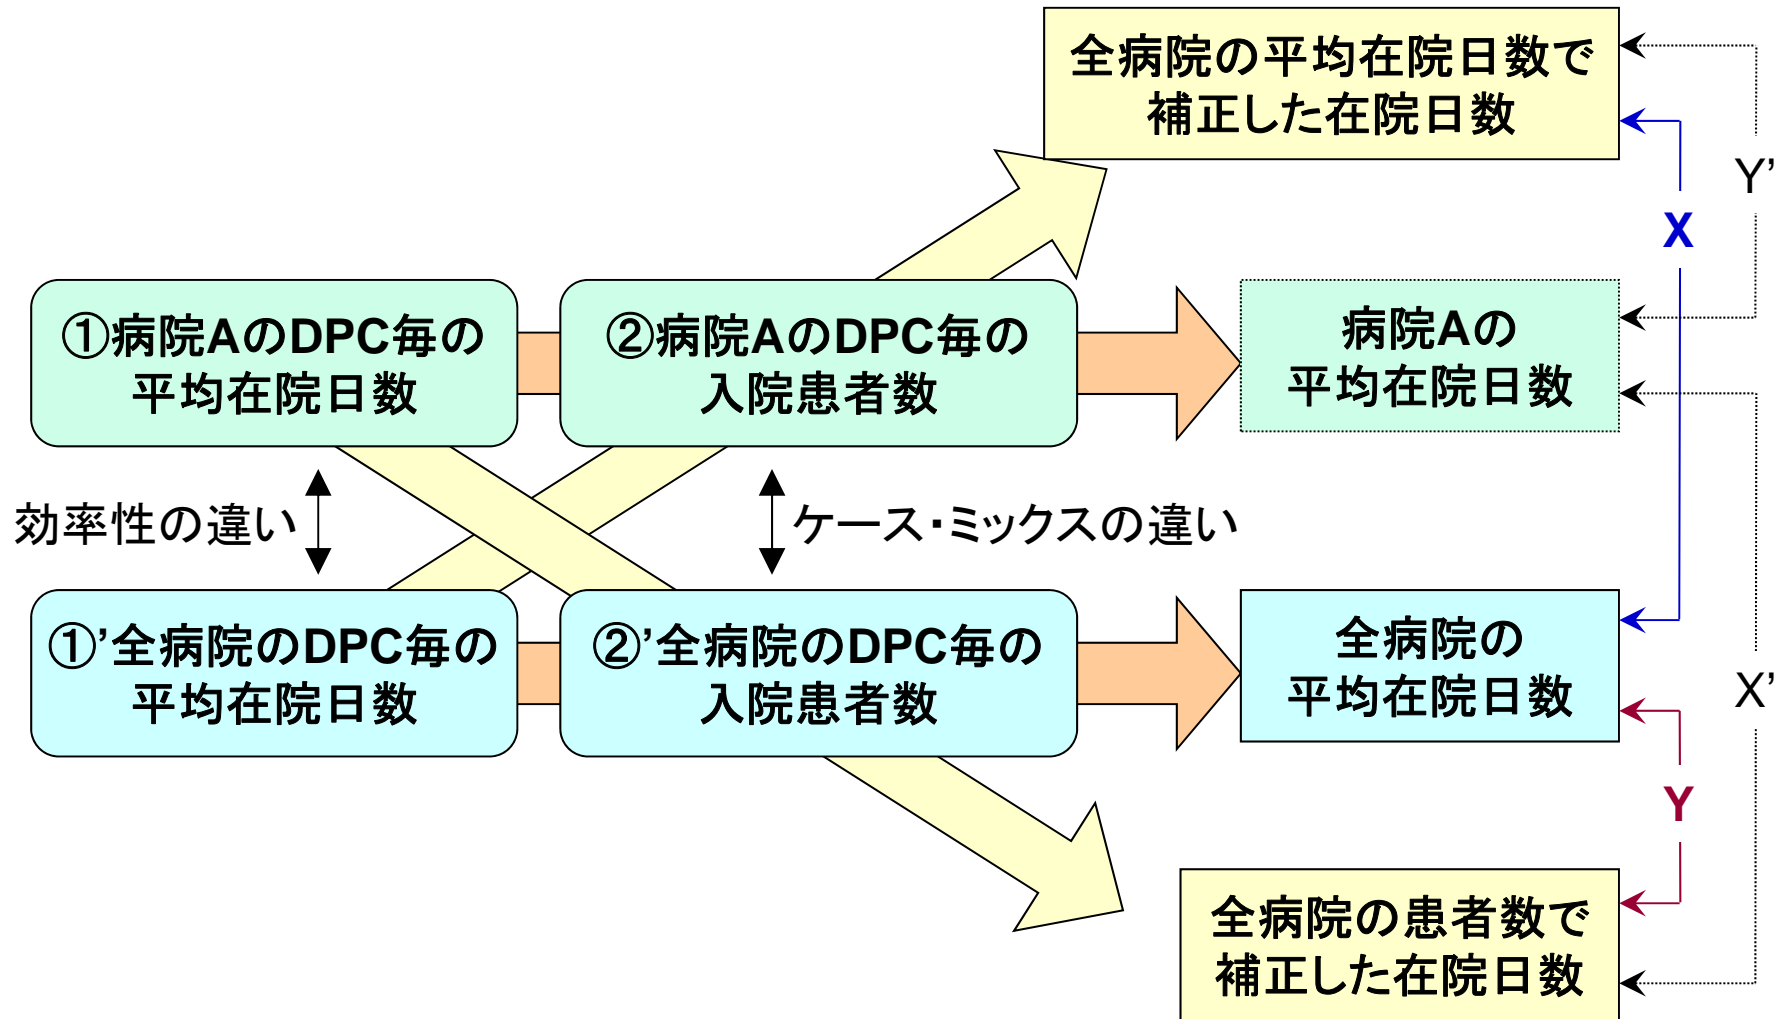 全病院の平均在院日数で
補正した在院日数
Y’
X
①病院AのDPC毎の
平均在院日数
②病院AのDPC毎の
入院患者数
病院Aの
平均在院日数
効率性の違い
ケース・ミックスの違い
①’全病院のDPC毎の
平均在院日数
②’全病院のDPC毎の
入院患者数
全病院の
平均在院日数
X’
Y
全病院の患者数で
補正した在院日数